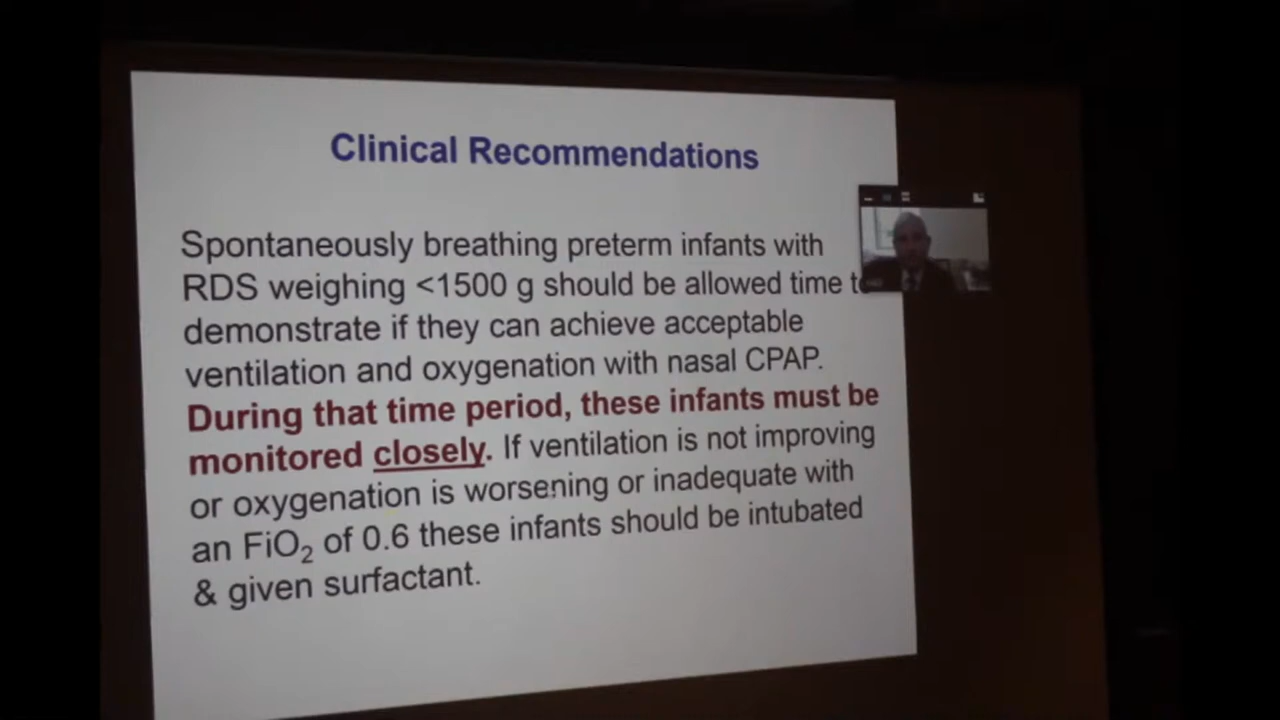 Clinical Recommendations
Spontaneously breathing preterm infants with
RDS weighing <1500 g should be allowed time to
demonstrate if they can achieve acceptable
ventilation and oxygenation with nasal CPAP.
During that time period, these infants must be
monitored closely. If ventilation is not improving
or oxygenation is worsening or inadequate with
an FiO₂ of 0.6 these infants should be intubated
& given surfactant.